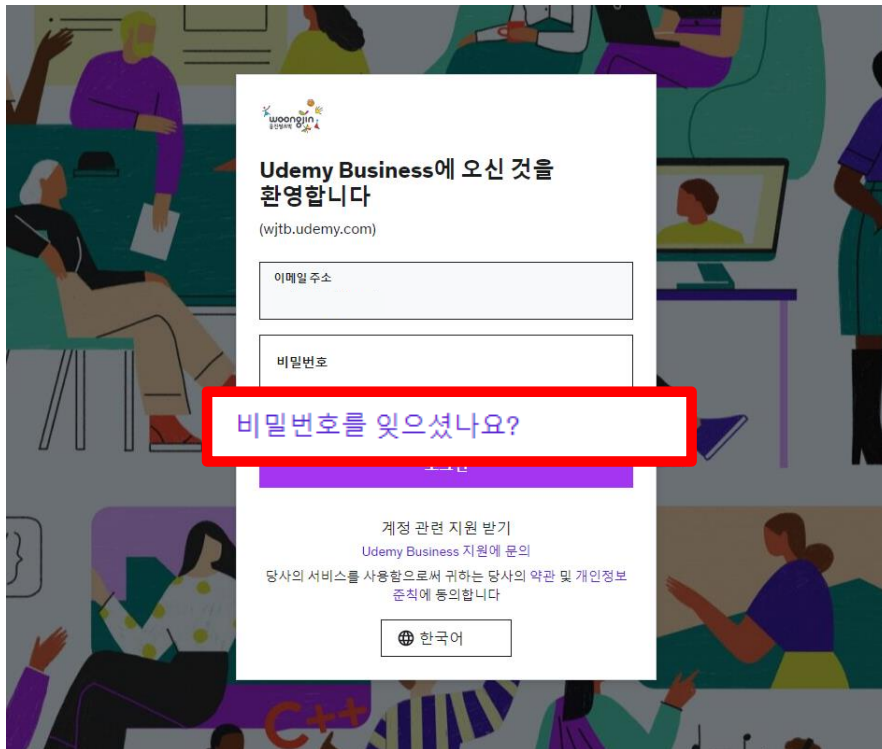 woongjin
Udemy Business에 오신 것을
환영합니다
(wjtb.udemy.com)
이메일 주소
비밀번호
비밀번호를 잊으셨나요?
계정 관련 지원 받기
Udemy Business 지원에 문의
당사의 서비스를 사용함으로써 귀하는 당사의 약관 및 개인정보
준칙에 동의합니다
한국어
C++